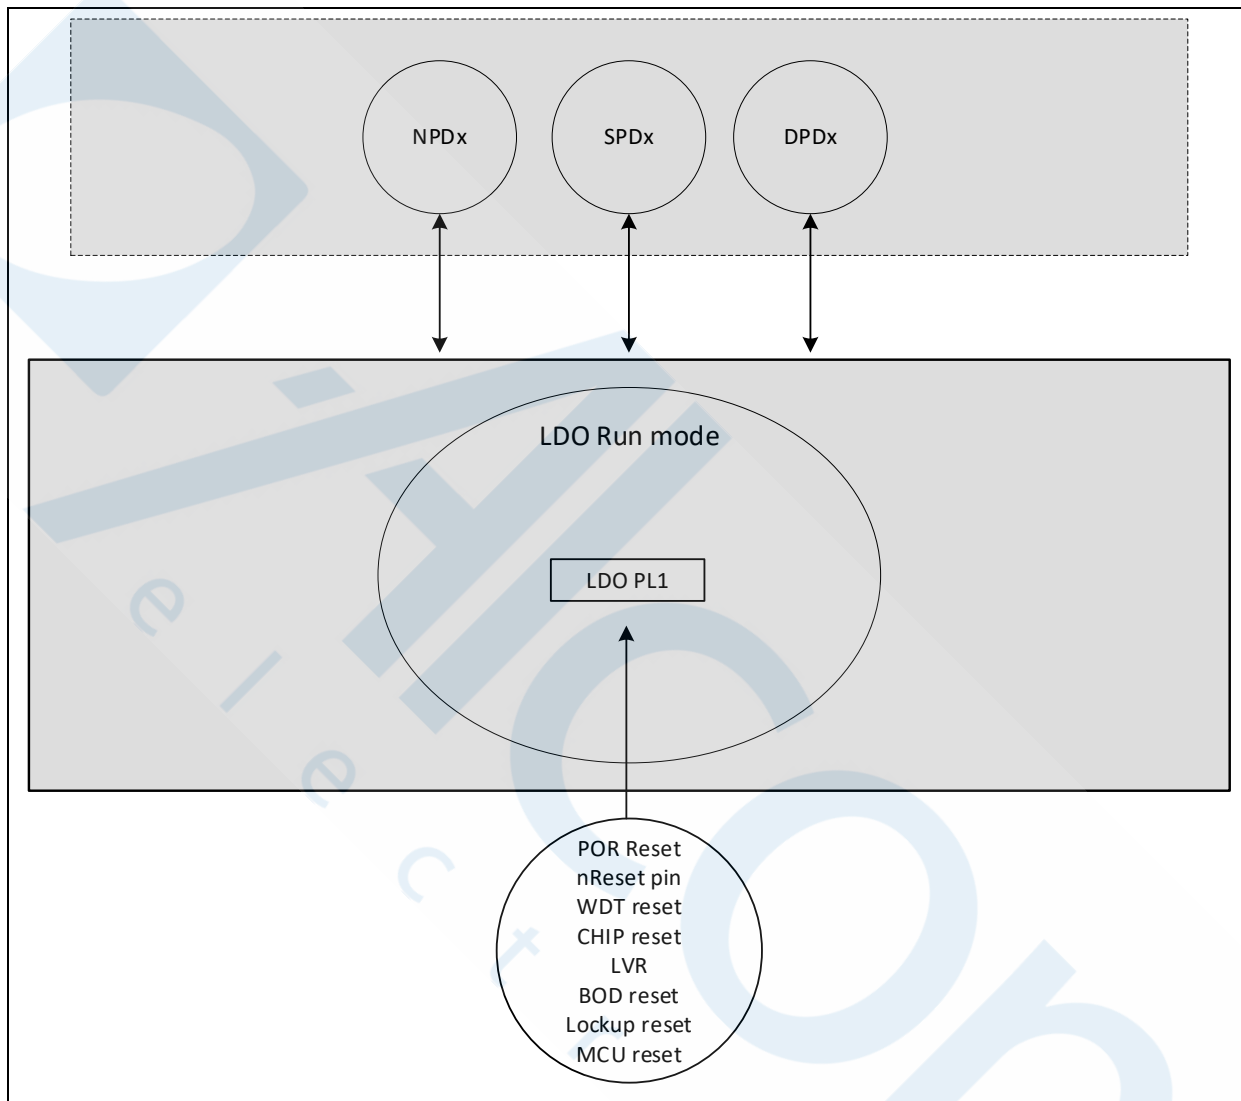 NPDx
SPDx
DPDx
LDO Run mode
LDO PL1
POR Reset
nReset pin
WDT reset
CHIP reset
LVR
BOD reset
Lockup reset
MCU reset